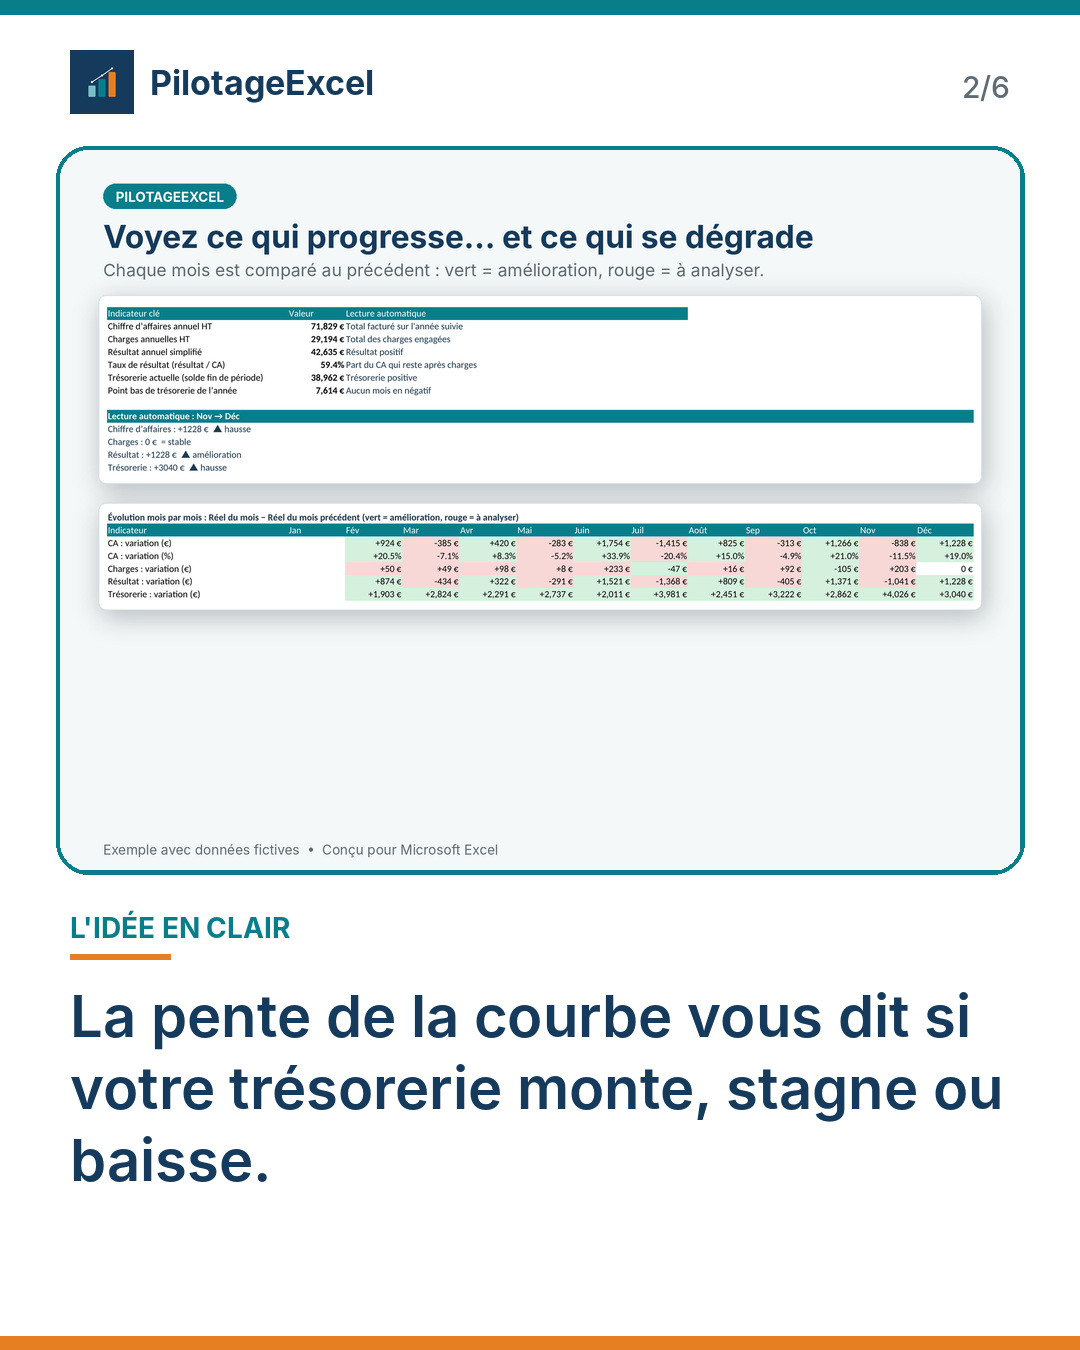 PilotageExcel
2/6
PILOTAGEEXCEL
Voyez ce qui progresse... et ce qui se dégrade
Chaque mois est comparé au précédent : vert = amélioration, rouge = à analyser.
Indicateur clé Valeur Lecture automatique
Chiffre d'affaires annuel HT 71,829 € Total facturé sur l'année suivie
Charges annuelles HT 29,194 € Total des charges engagées
Résultat annuel simplifié 42,635 € Résultat positif
Taux de résultat (résultat / CA) 59.4% Part du CA qui reste après charges
Trésorerie actuelle (solde fin de période) 38,962 € Trésorerie positive
Point bas de trésorerie de l'année 7,614 € Aucun mois en négatif
Lecture automatique : Nov → Déc
Chiffre d'affaires : +1228 € ▲ hausse
Charges : 0 € = stable
Résultat : +1228 € ▲ amélioration
Trésorerie : +3040 € ▲ hausse
Évolution mois par mois : Réel du mois − Réel du mois précédent (vert = amélioration, rouge = à analyser)
Indicateur Jan Fév Mar Avr Mai Juin Juil Août Sep Oct Nov Déc
CA : variation (€) +924 € -385 € +420 € -283 € +1,754 € -1,415 € +825 € -313 € +1,266 € -838 € +1,228 €
CA : variation (%) +20.5% -7.1% +8.3% -5.2% +33.9% -20.4% +15.0% -4.9% +21.0% -11.5% +19.0%
Charges : variation (€) +50 € +49 € +98 € +8 € +233 € -47 € +16 € +92 € -105 € +203 € 0 €
Résultat : variation (€) +874 € -434 € +322 € -291 € +1,521 € -1,368 € +809 € -405 € +1,371 € -1,041 € +1,228 €
Trésorerie : variation (€) +1,903 € +2,824 € +2,291 € +2,737 € +2,011 € +3,981 € +2,451 € +3,222 € +2,862 € +4,026 € +3,040 €
Exemple avec données fictives • Conçu pour Microsoft Excel
L'IDÉE EN CLAIR
La pente de la courbe vous dit si
votre trésorerie monte, stagne ou
baisse.